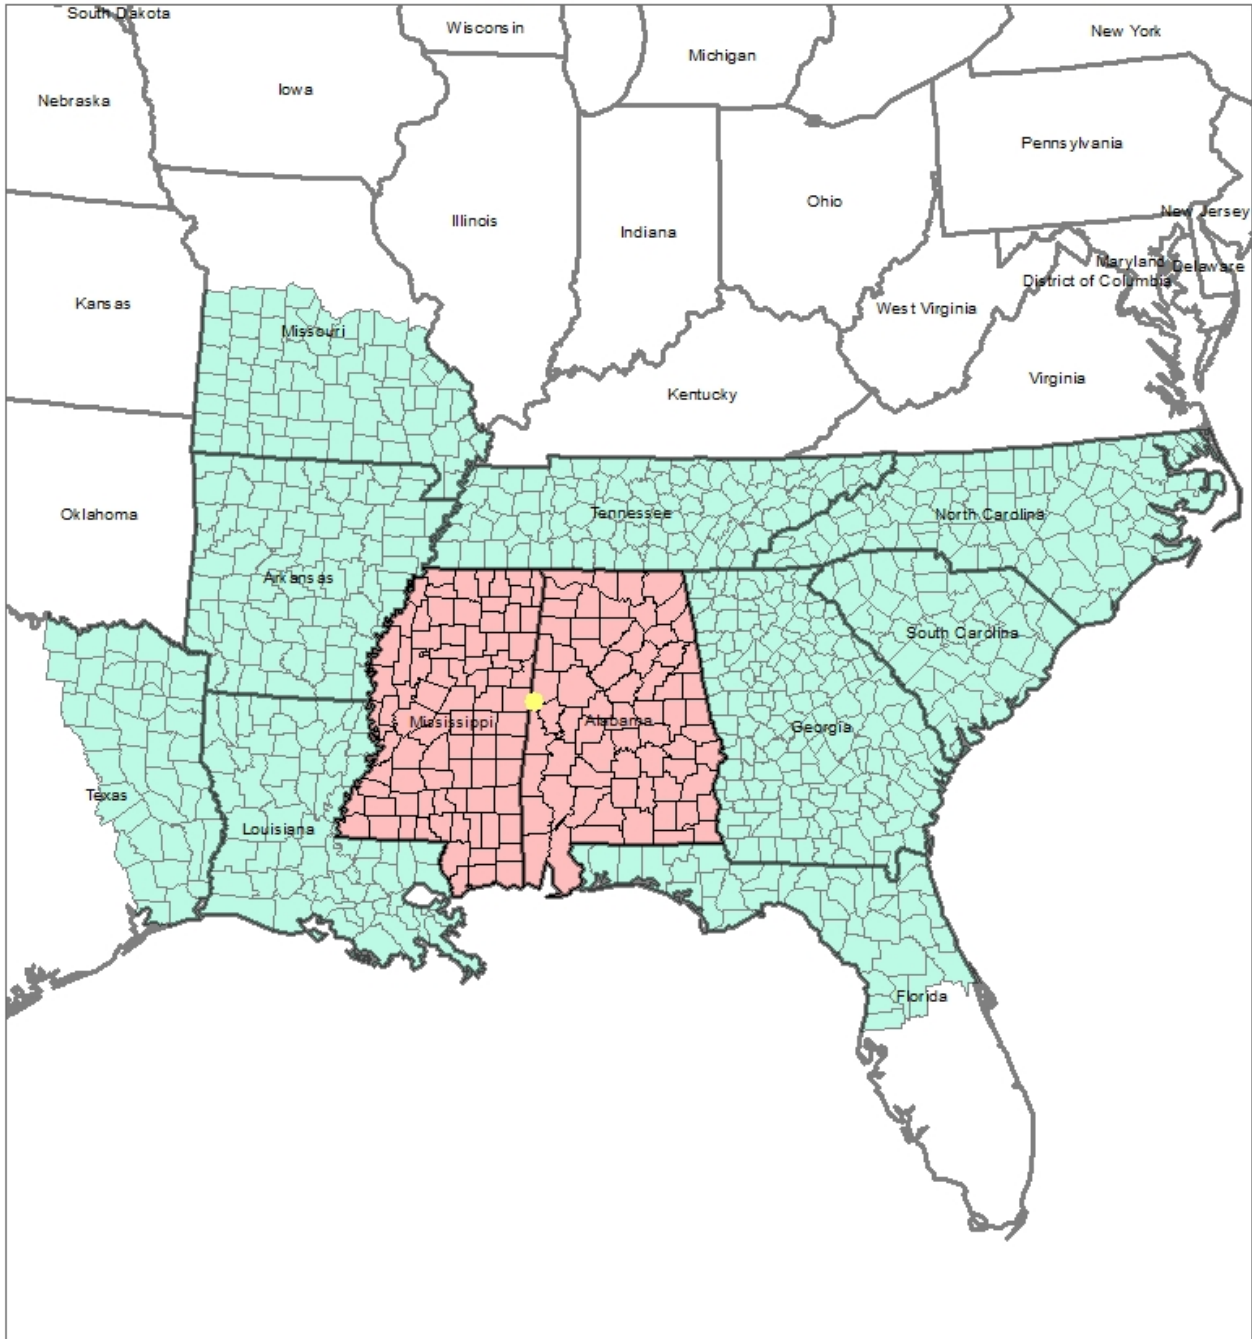 South Dakota
Wisconsin
New York
Michigan
Iowa
Nebraska
Pennsylvania
Ohio
New Jersey
Illinois
Indiana
Maryland
Delaware
District of Columbia
Kansas
West Virginia
Missouri
Virginia
Kentucky
Oklahoma
Tennessee
North Carolina
Arkansas
South Carolina
Mississippi
Alabama
Georgia
Texas
Louisiana
Florida